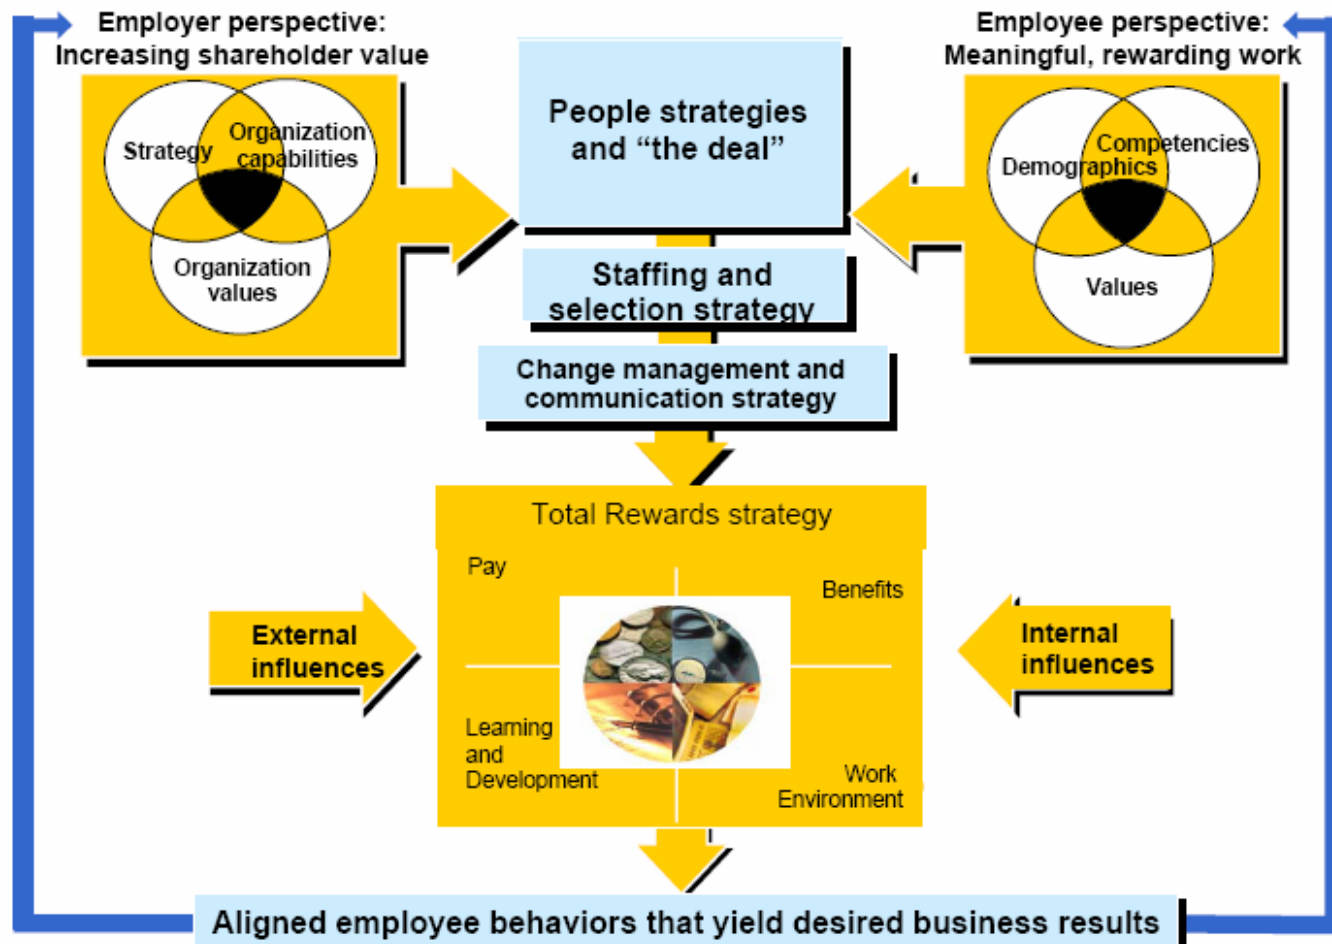 Employer perspective:
Increasing shareholder value
Employee perspective:
Meaningful, rewarding work
Strategy
Organization
capabilities
Organization
values
People strategies
and “the deal”
Competencies
Demographics
Values
Staffing and
selection strategy
Change management and
communication strategy
Total Rewards strategy
Pay
Benefits
External
influences
Internal
influences
Learning
and
Development
Work
Environment
Aligned employee behaviors that yield desired business results